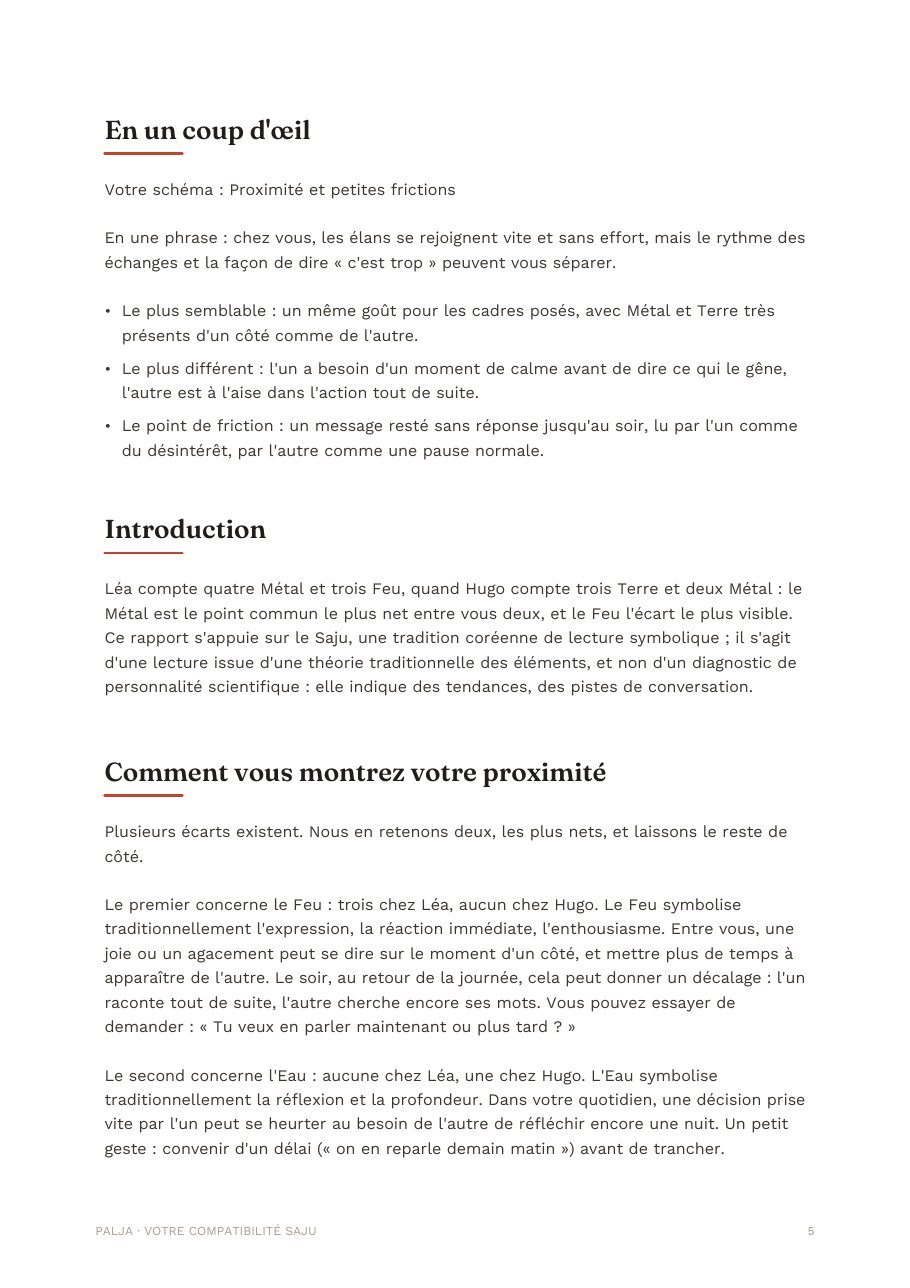 En un coup d'œil
Votre schéma : Proximité et petites frictions
En une phrase : chez vous, les élans se rejoignent vite et sans effort, mais le rythme des
échanges et la façon de dire « c'est trop » peuvent vous séparer.
• Le plus semblable : un même goût pour les cadres posés, avec Métal et Terre très
présents d'un côté comme de l'autre.
• Le plus différent : l'un a besoin d'un moment de calme avant de dire ce qui le gêne,
l'autre est à l'aise dans l'action tout de suite.
• Le point de friction : un message resté sans réponse jusqu'au soir, lu par l'un comme
du désintérêt, par l'autre comme une pause normale.
Introduction
Léa compte quatre Métal et trois Feu, quand Hugo compte trois Terre et deux Métal : le
Métal est le point commun le plus net entre vous deux, et le Feu l'écart le plus visible.
Ce rapport s'appuie sur le Saju, une tradition coréenne de lecture symbolique ; il s'agit
d'une lecture issue d'une théorie traditionnelle des éléments, et non d'un diagnostic de
personnalité scientifique : elle indique des tendances, des pistes de conversation.
Comment vous montrez votre proximité
Plusieurs écarts existent. Nous en retenons deux, les plus nets, et laissons le reste de
côté.
Le premier concerne le Feu : trois chez Léa, aucun chez Hugo. Le Feu symbolise
traditionnellement l'expression, la réaction immédiate, l'enthousiasme. Entre vous, une
joie ou un agacement peut se dire sur le moment d'un côté, et mettre plus de temps à
apparaître de l'autre. Le soir, au retour de la journée, cela peut donner un décalage : l'un
raconte tout de suite, l'autre cherche encore ses mots. Vous pouvez essayer de
demander : « Tu veux en parler maintenant ou plus tard ? »
Le second concerne l'Eau : aucune chez Léa, une chez Hugo. L'Eau symbolise
traditionnellement la réflexion et la profondeur. Dans votre quotidien, une décision prise
vite par l'un peut se heurter au besoin de l'autre de réfléchir encore une nuit. Un petit
geste : convenir d'un délai (« on en reparle demain matin ») avant de trancher.
PALJA · VOTRE COMPATIBILITÉ SAJU
5